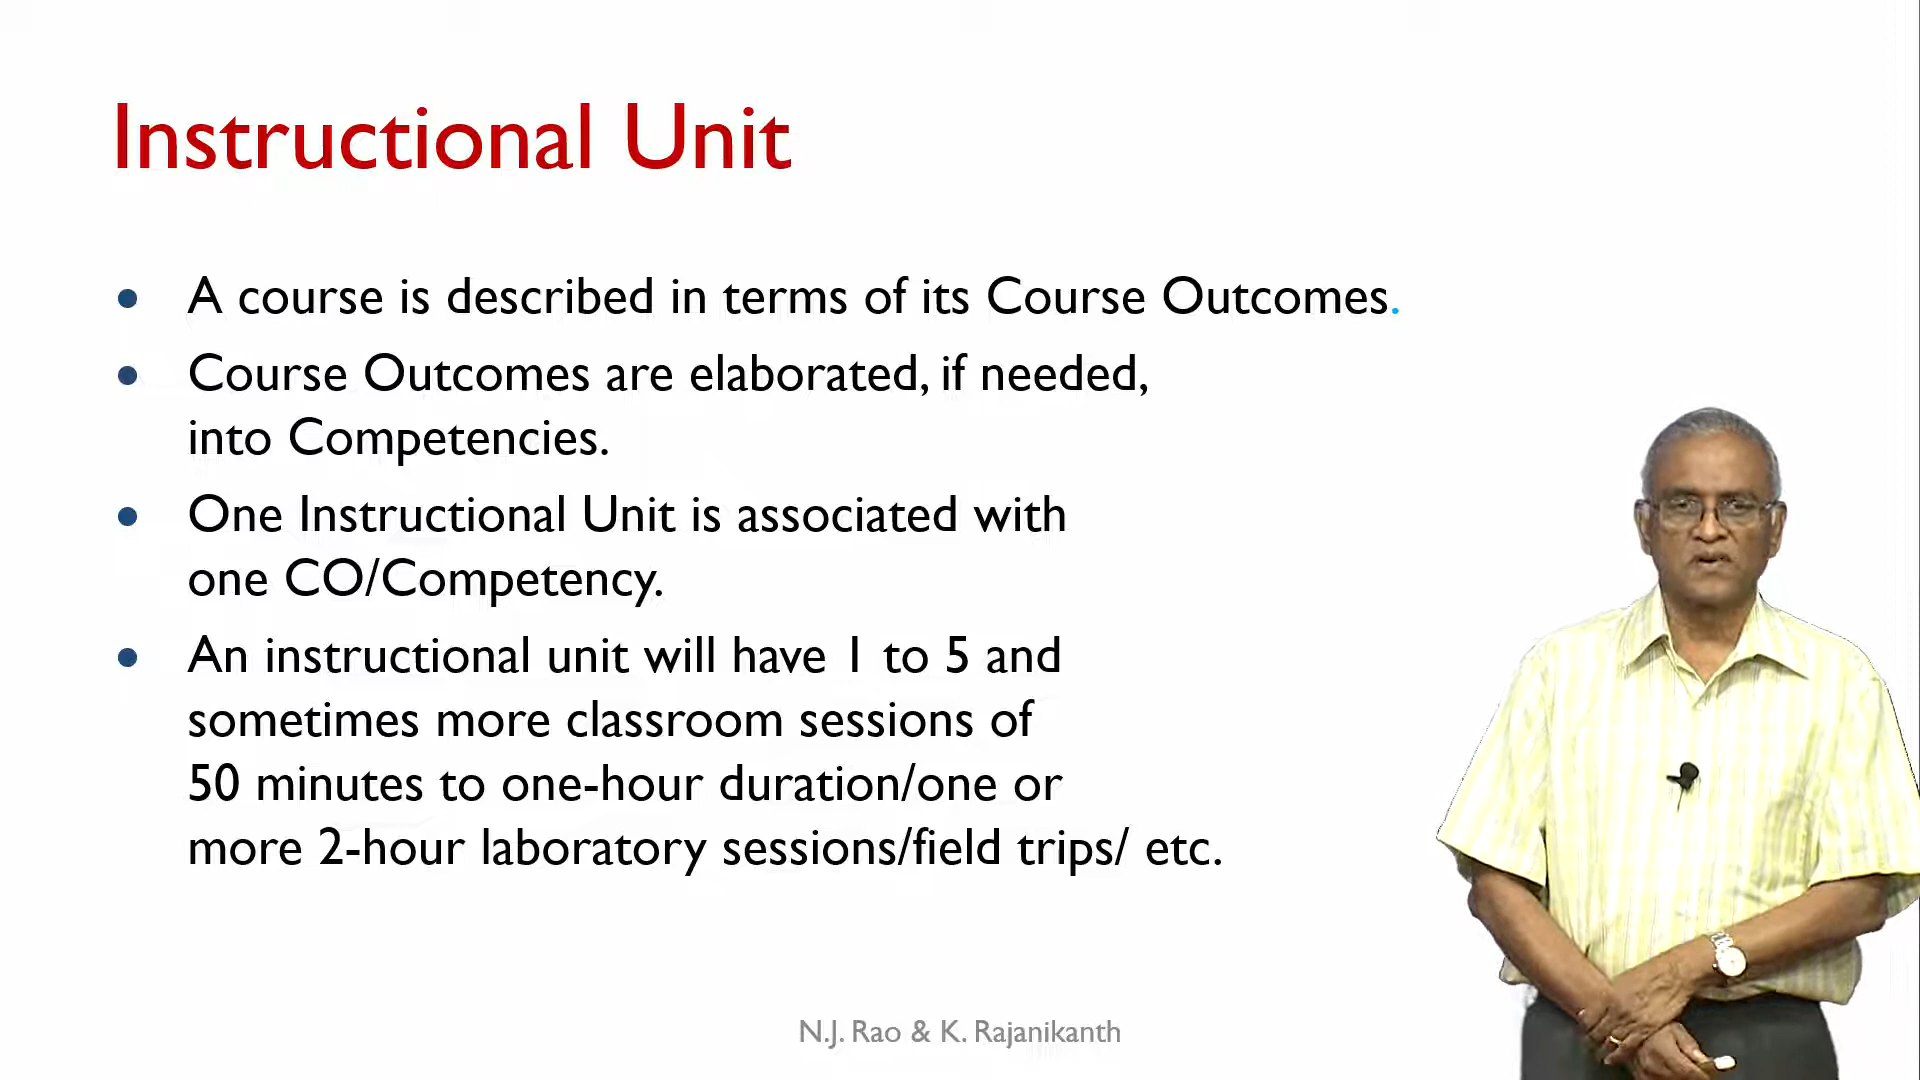 Instructional Unit
• A course is described in terms of its Course Outcomes.
• Course Outcomes are elaborated, if needed,
into Competencies.
• One Instructional Unit is associated with
one CO/Competency.
• An instructional unit will have 1 to 5 and
sometimes more classroom sessions of
50 minutes to one-hour duration/one or
more 2-hour laboratory sessions/field trips/ etc.
N.J. Rao & K. Rajanikanth